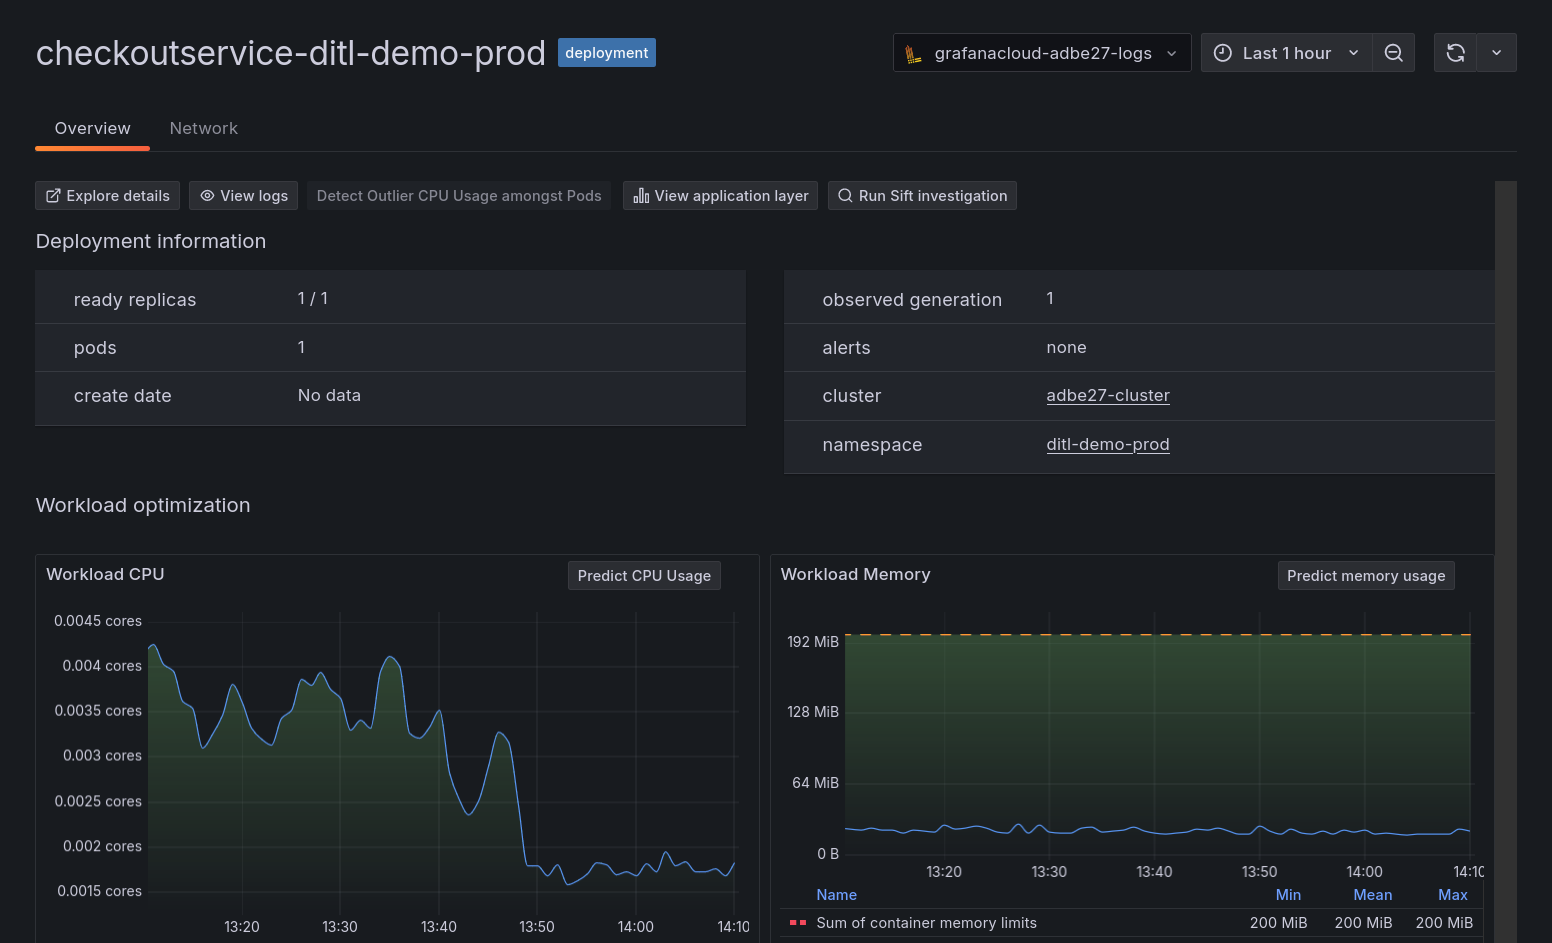 checkoutservice-ditl-demo-prod deployment grafanacloud-adbe27-logs Last 1 hour
Overview Network
Explore details View logs Detect Outlier CPU Usage amongst Pods View application layer Run Sift investigation
Deployment information
ready replicas 1 / 1
pods 1
create date No data
observed generation 1
alerts none
cluster adbe27-cluster
namespace ditl-demo-prod
Workload optimization
Workload CPU Predict CPU Usage
0.0045 cores
0.004 cores
0.0035 cores
0.003 cores
0.0025 cores
0.002 cores
0.0015 cores
13:20 13:30 13:40 13:50 14:00 14:10
Workload Memory Predict memory usage
192 MiB
128 MiB
64 MiB
0 B
13:20 13:30 13:40 13:50 14:00 14:10
Name Min Mean Max
Sum of container memory limits 200 MiB 200 MiB 200 MiB